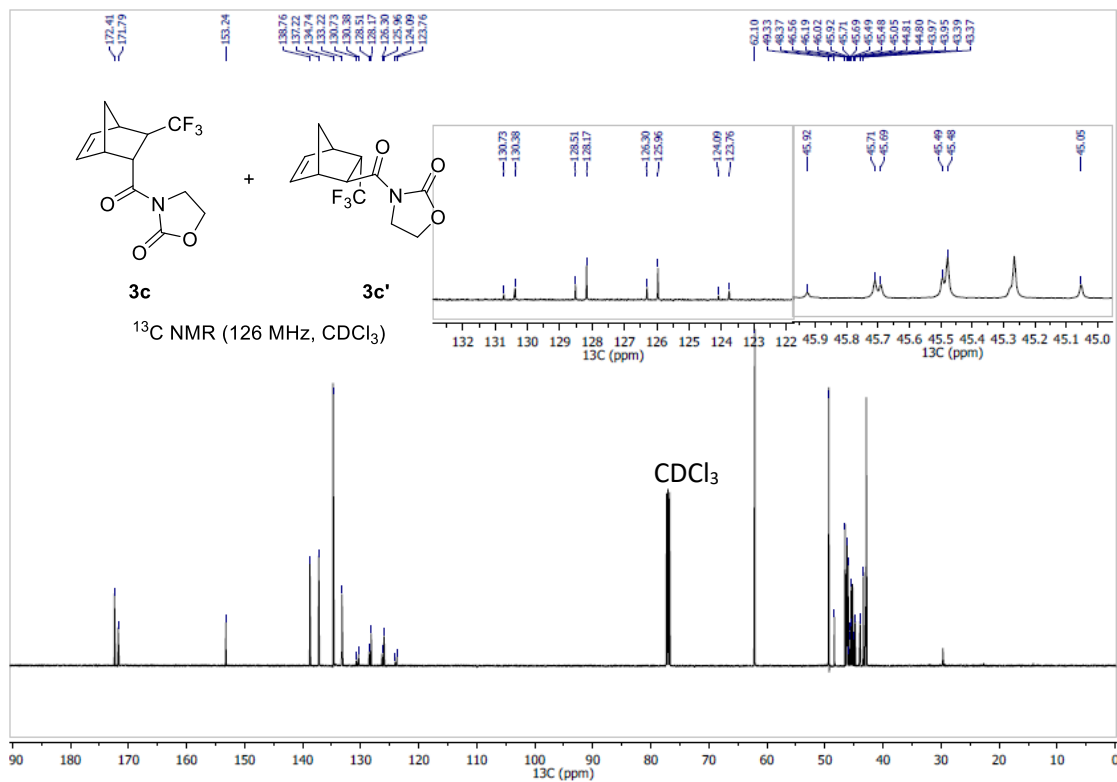 172.41
171.79
153.24
138.76
137.22
134.74
133.22
130.73
130.38
128.51
128.17
126.30
125.96
124.09
123.76
62.10
49.33
48.37
46.56
46.19
46.02
45.92
45.71
45.69
45.49
45.48
45.05
44.81
44.80
43.97
43.95
43.39
43.37
CF3
O
N
O
O
3c
+
O
F3C
N
O
O
3c'
13C NMR (126 MHz, CDCl3)
130.73
130.38
128.51
128.17
126.30
125.96
124.09
123.76
132 131 130 129 128 127 126 125 124 123 122
13C (ppm)
45.92
45.71
45.69
45.49
45.48
45.05
45.9 45.8 45.7 45.6 45.5 45.4 45.3 45.2 45.1 45.0
13C (ppm)
CDCl3
90 180 170 160 150 140 130 120 110 100 90 80 70 60 50 40 30 20 10 0
13C (ppm)